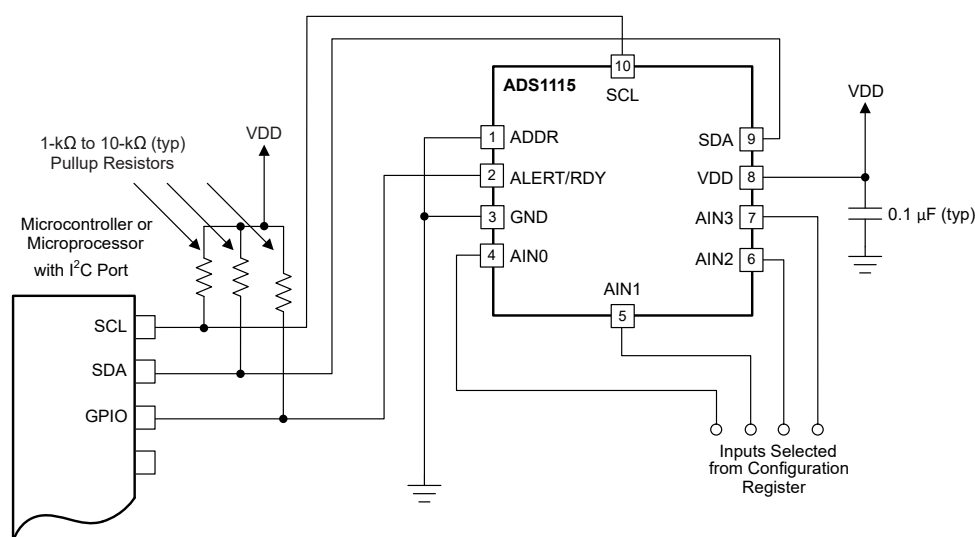 ADS1115
10
SCL
1
ADDR
2
ALERT/RDY
3
GND
4
AIN0
AIN1
5
SDA
9
VDD
8
AIN3
7
AIN2
6
VDD
0.1 µF (typ)
1-kΩ to 10-kΩ (typ)
Pullup Resistors
VDD
Microcontroller or
Microprocessor
with I²C Port
SCL
SDA
GPIO
Inputs Selected
from Configuration
Register